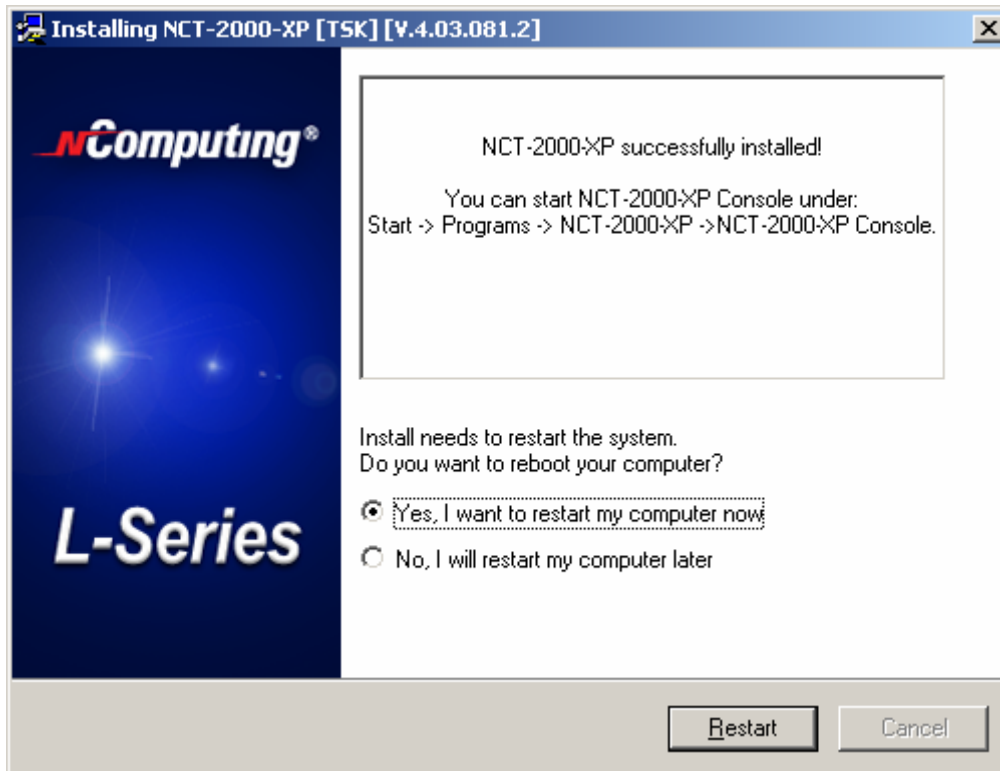 Installing NCT-2000-XP [TSK] [V.4.03.081.2]
NComputing®
NCT-2000-XP successfully installed!
You can start NCT-2000-XP Console under:
Start -> Programs -> NCT-2000-XP ->NCT-2000-XP Console.
Install needs to restart the system.
Do you want to reboot your computer?
Yes, I want to restart my computer now
No, I will restart my computer later
L-Series
Restart
Cancel